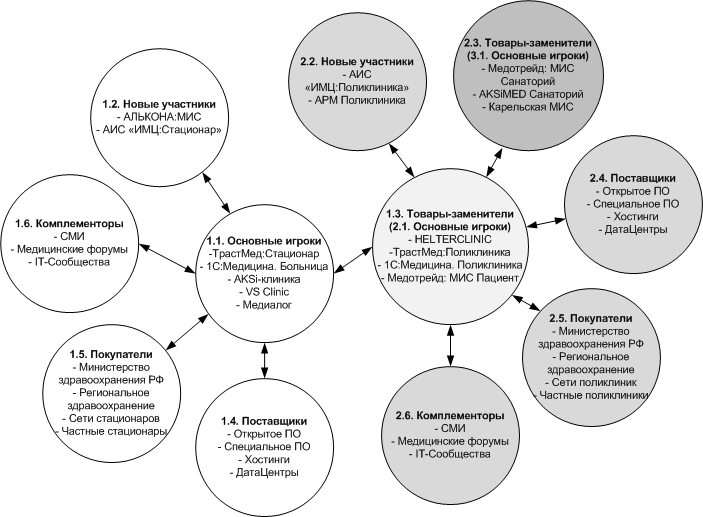 2.3. Товары-заменители
(3.1. Основные игроки)
- Медотрейд: МИС
Санаторий
- AKSiMED Санаторий
- Карельская МИС
2.2. Новые участники
- АИС
«ИМЦ:Поликлиника»
- АРМ Поликлиника
1.2. Новые участники
- АЛЬКОНА:МИС
- АИС «ИМЦ:Стационар»
2.4. Поставщики
- Открытое ПО
- Специальное ПО
- Хостинги
- ДатаЦентры
1.6. Комплементоры
- СМИ
- Медицинские форумы
- IT-Сообщества
1.1. Основные игроки
-ТрастМед:Стационар
- 1С:Медицина. Больница
- AKSi-клиника
- VS Clinic
- Медиалог
1.3. Товары-заменители
(2.1. Основные игроки)
- HELTERCLINIC
-ТрастМед:Поликлиника
- 1С:Медицина. Поликлиника
- Медотрейд: МИС Пациент
2.5. Покупатели
- Министерство
здравоохранения РФ
- Региональное
здравоохранение
- Сети поликлиник
- Частные поликлиники
1.5. Покупатели
- Министерство
здравоохранения РФ
- Региональное
здравоохранение
- Сети стационаров
- Частные стационары
1.4. Поставщики
- Открытое ПО
- Специальное ПО
- Хостинги
- ДатаЦентры
2.6. Комплементоры
- СМИ
- Медицинские форумы
- IT-Сообщества